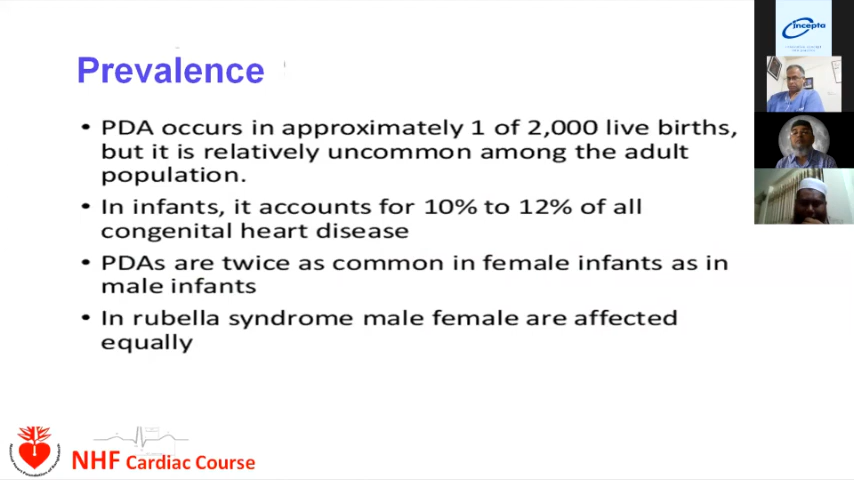 Prevalence
• PDA occurs in approximately 1 of 2,000 live births,
but it is relatively uncommon among the adult
population.
• In infants, it accounts for 10% to 12% of all
congenital heart disease
• PDAs are twice as common in female infants as in
male infants
• In rubella syndrome male female are affected
equally
NHF Cardiac Course
incepta